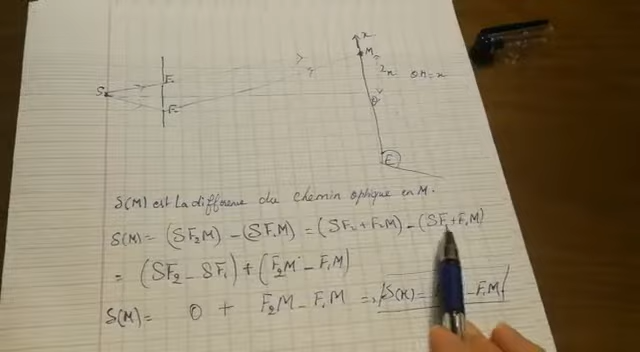 x
M
S
F₁
F₂
x
OM = x
O
E
S(M) est la difference du chemin optique en M.
S(M) = (SF₂M) - (SF₁M) = (SF₂ + F₂M) - (SF₁ + F₁M)
= (SF₂ - SF₁) + (F₂M - F₁M)
S(M) = 0 + F₂M - F₁M = S(x) = - F₁M